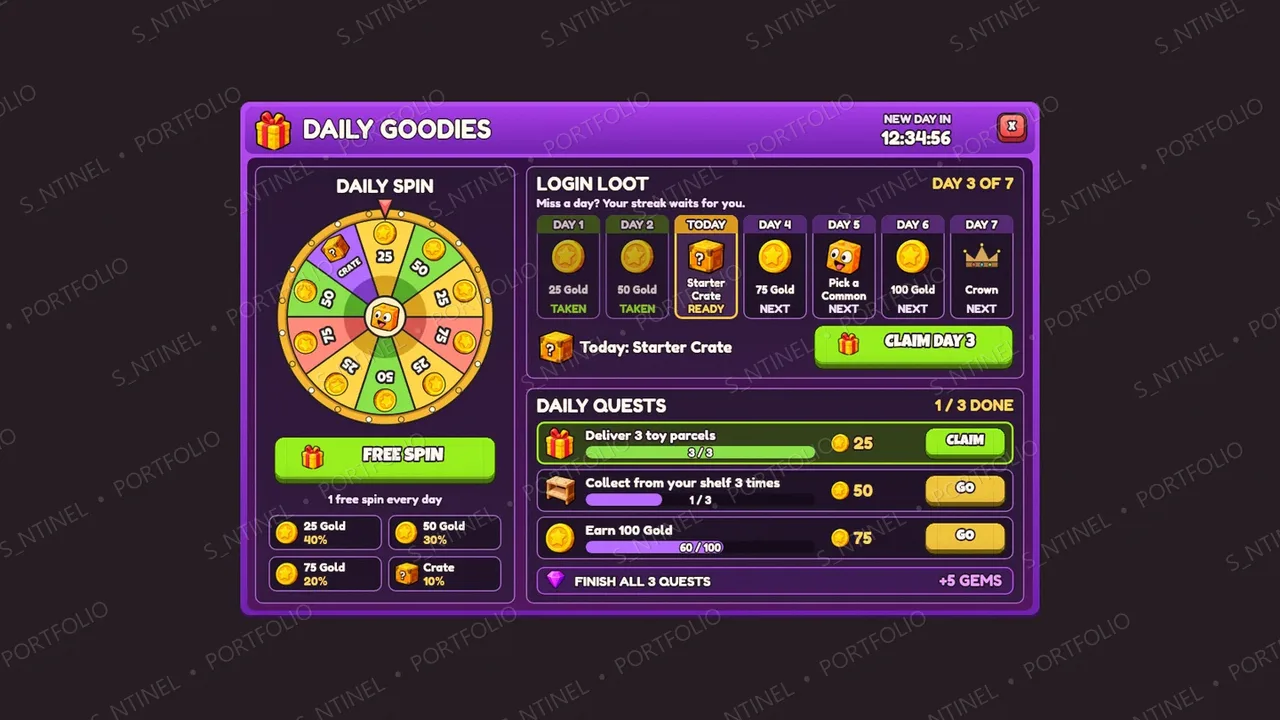 DAILY GOODIES
NEW DAY IN
12:34:56
X
DAILY SPIN
25
50
25
75
25
50
25
75
50
CRATE
FREE SPIN
1 free spin every day
25 Gold
40%
50 Gold
30%
75 Gold
20%
Crate
10%
LOGIN LOOT
DAY 3 OF 7
Miss a day? Your streak waits for you.
DAY 1
25 Gold
TAKEN
DAY 2
50 Gold
TAKEN
TODAY
?
Starter
Crate
READY
DAY 4
75 Gold
NEXT
DAY 5
Pick a
Common
NEXT
DAY 6
100 Gold
NEXT
DAY 7
Crown
NEXT
Today: Starter Crate
CLAIM DAY 3
DAILY QUESTS
1 / 3 DONE
Deliver 3 toy parcels
3 / 3
25
CLAIM
Collect from your shelf 3 times
1 / 3
50
GO
Earn 100 Gold
60 / 100
75
GO
FINISH ALL 3 QUESTS
+5 GEMS
S_NTINEL • PORTFOLIO